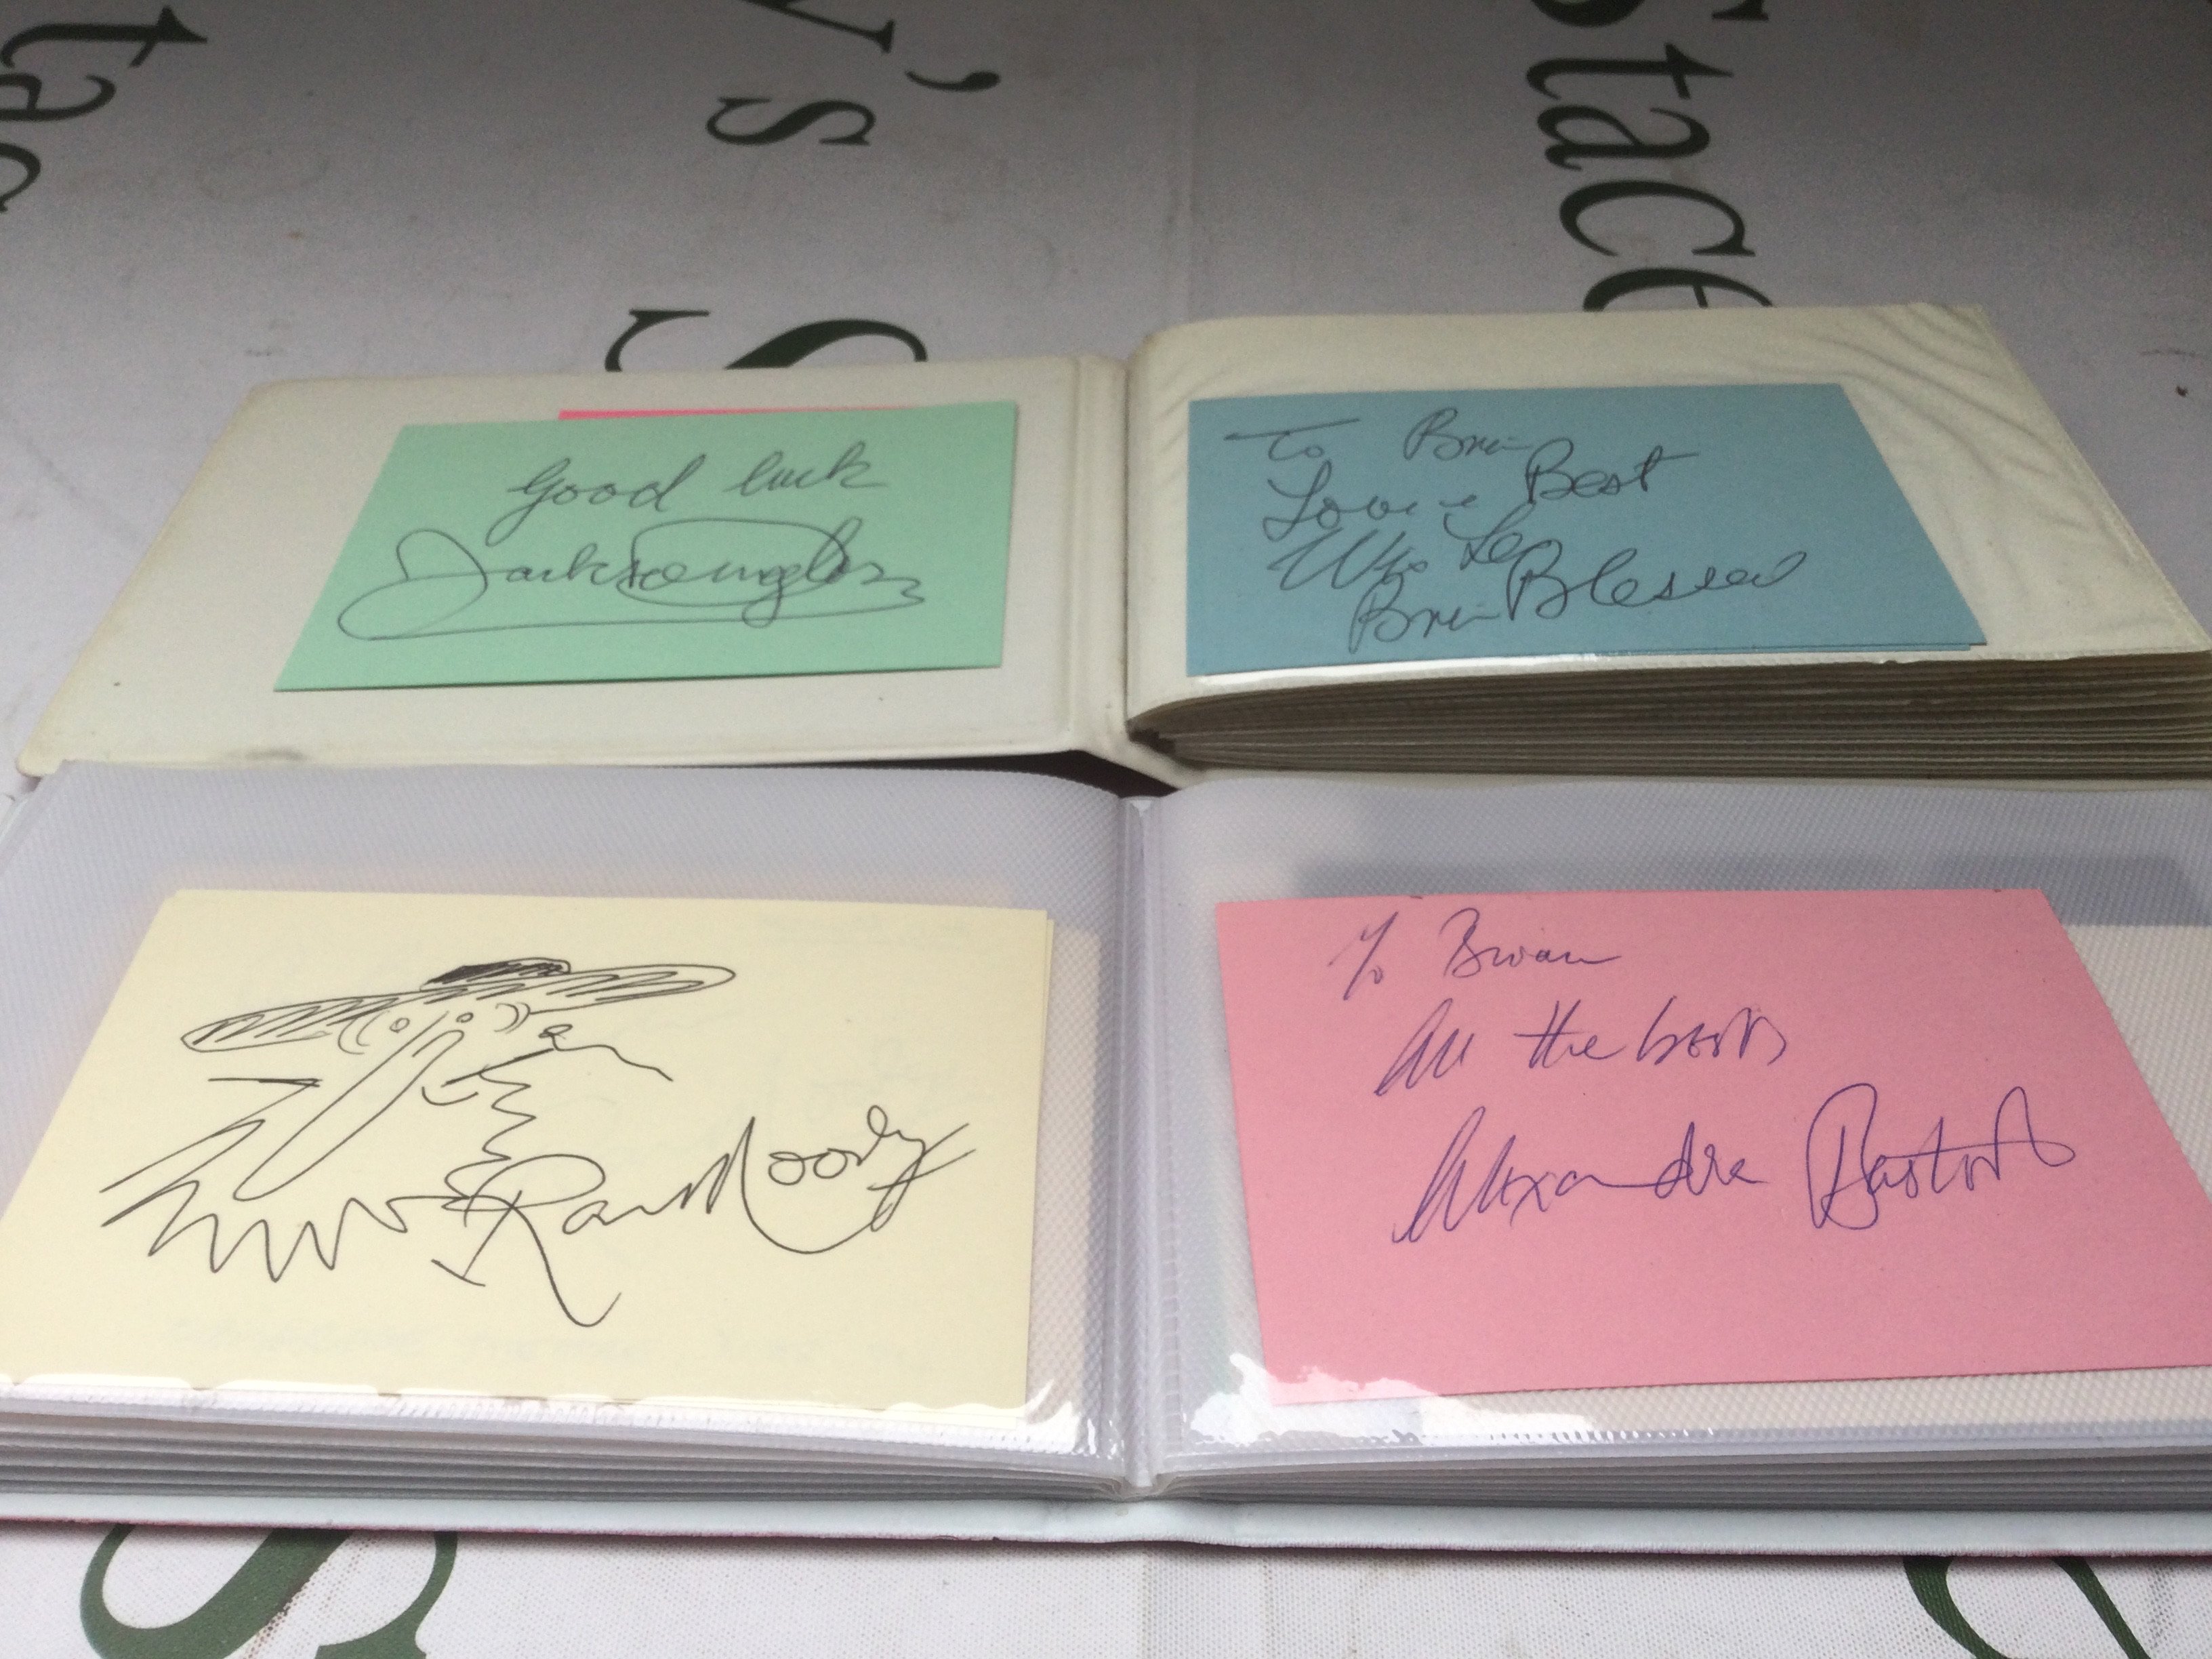 Good luck
Jack Douglas
To Brian
Love & Best
Wishes
Brian Blessed
Ron Moody
To Brian
All the best
Alexandra Bastedo
's
Stace